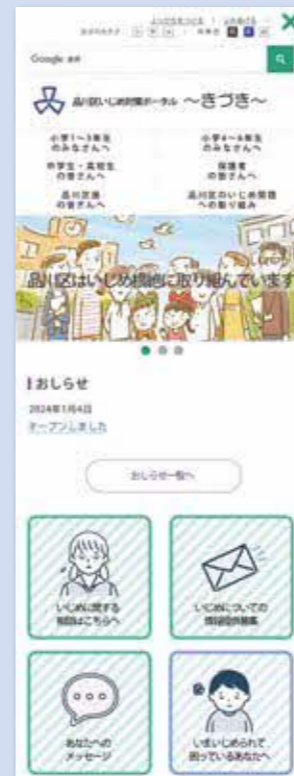 Google
品川区いじめ対策ポータル ～きづき～
小学1～3年生
のみなさんへ
小学4～6年生
のみなさんへ
中学生・高校生
の皆さんへ
保護者
の皆さんへ
品川区民
の皆さんへ
品川区のいじめ問題
への取り組み
品川区はいじめ根絶に取り組んでいます
おしらせ
2024年1月4日
オープンしました
おしらせ一覧へ
いじめに関する
相談はこちらへ
いじめについての
情報提供募集
あなたへの
メッセージ
いまいじめられて
困っているあなたへ